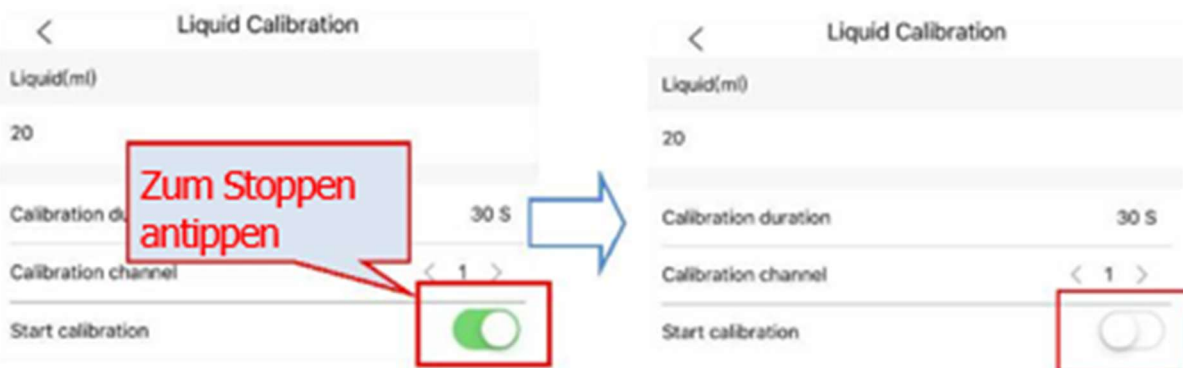 Liquid Calibration
Liquid(ml)
20
Zum Stoppen
antippen
Calibration du
30 S
Calibration channel
< 1 >
Start calibration
Liquid Calibration
Liquid(ml)
20
Calibration duration
30 S
Calibration channel
< 1 >
Start calibration